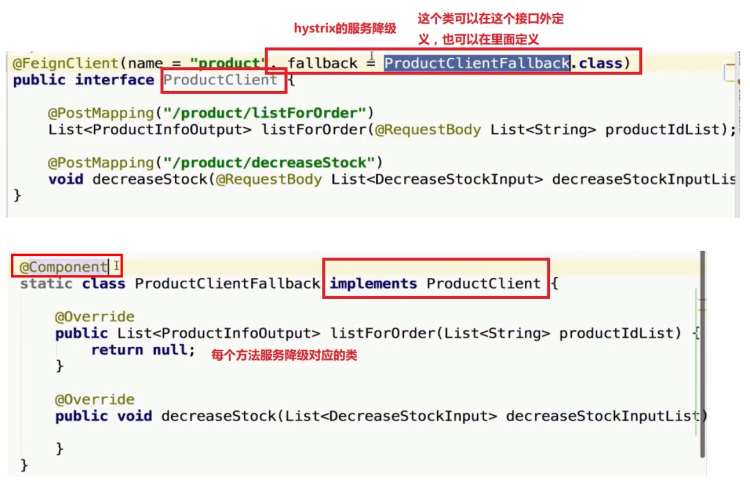 hystrix的服务降级
这个类可以在这个接口外定
义，也可以在里面定义
@FeignClient(name = "product", fallback = ProductClientFallback.class)
public interface ProductClient {
@PostMapping("/product/listForOrder")
List<ProductInfoOutput> listForOrder(@RequestBody List<String> productIdList);
@PostMapping("/product/decreaseStock")
void decreaseStock(@RequestBody List<DecreaseStockInput> decreaseStockInputLis
}
@Component
static class ProductClientFallback implements ProductClient {
@Override
public List<ProductInfoOutput> listForOrder(List<String> productIdList) {
return null;
每个方法服务降级对应的类
}
@Override
public void decreaseStock(List<DecreaseStockInput> decreaseStockInputList)
}
}